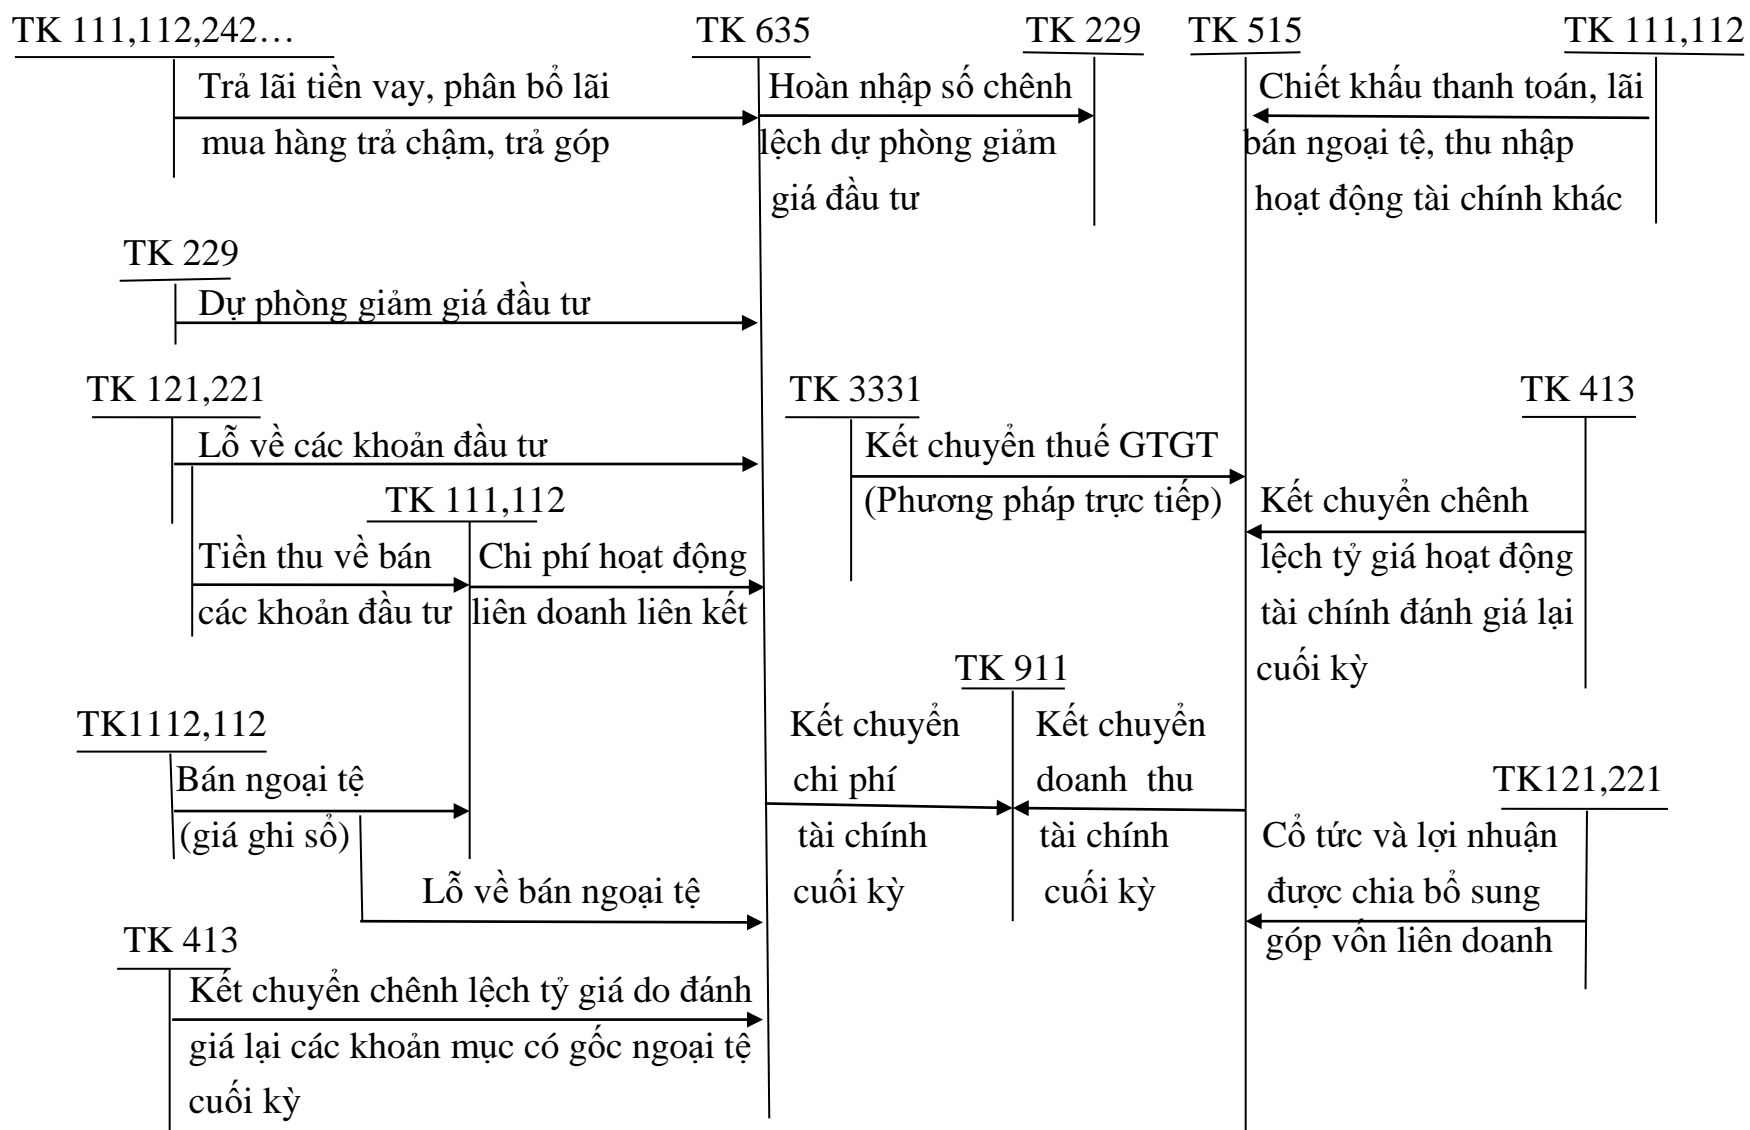 TK 111,112,242…
TK 635
TK 229
TK 515
TK 111,112
Trả lãi tiền vay, phân bổ lãi
mua hàng trả chậm, trả góp
Hoàn nhập số chênh
lệch dự phòng giảm
giá đầu tư
Chiết khấu thanh toán, lãi
bán ngoại tệ, thu nhập
hoạt động tài chính khác
TK 229
Dự phòng giảm giá đầu tư
TK 121,221
Lỗ về các khoản đầu tư
TK 3331
Kết chuyển thuế GTGT
(Phương pháp trực tiếp)
TK 413
Kết chuyển chênh
lệch tỷ giá hoạt động
tài chính đánh giá lại
cuối kỳ
TK 111,112
Tiền thu về bán
các khoản đầu tư
Chi phí hoạt động
liên doanh liên kết
TK 911
Kết chuyển
chi phí
tài chính
cuối kỳ
Kết chuyển
doanh thu
tài chính
cuối kỳ
TK1112,112
Bán ngoại tệ
(giá ghi sổ)
Lỗ về bán ngoại tệ
TK121,221
Cổ tức và lợi nhuận
được chia bổ sung
góp vốn liên doanh
TK 413
Kết chuyển chênh lệch tỷ giá do đánh
giá lại các khoản mục có gốc ngoại tệ
cuối kỳ